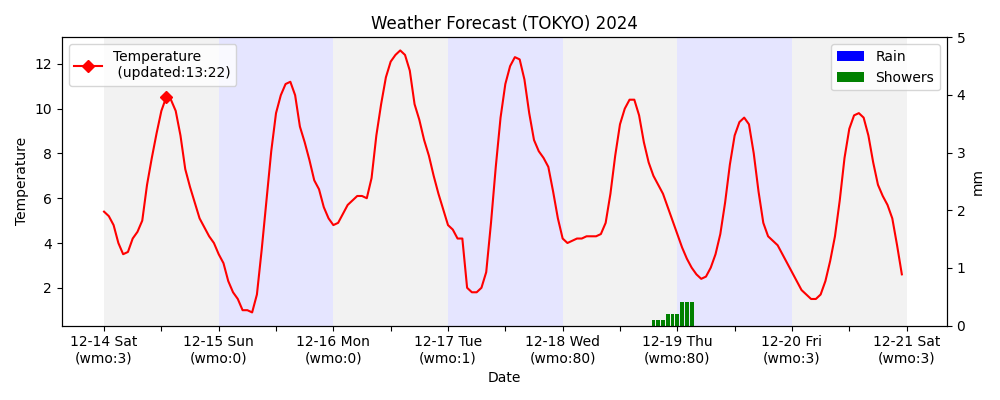 Weather Forecast (TOKYO) 2024
Temperature
(updated:13:22)
Rain
Showers
Temperature
12
10
8
6
4
2
5
4
3
2
1
0
mm
12-14 Sat
(wmo:3)
12-15 Sun
(wmo:0)
12-16 Mon
(wmo:0)
12-17 Tue
(wmo:1)
12-18 Wed
(wmo:80)
12-19 Thu
(wmo:80)
12-20 Fri
(wmo:3)
12-21 Sat
(wmo:3)
Date